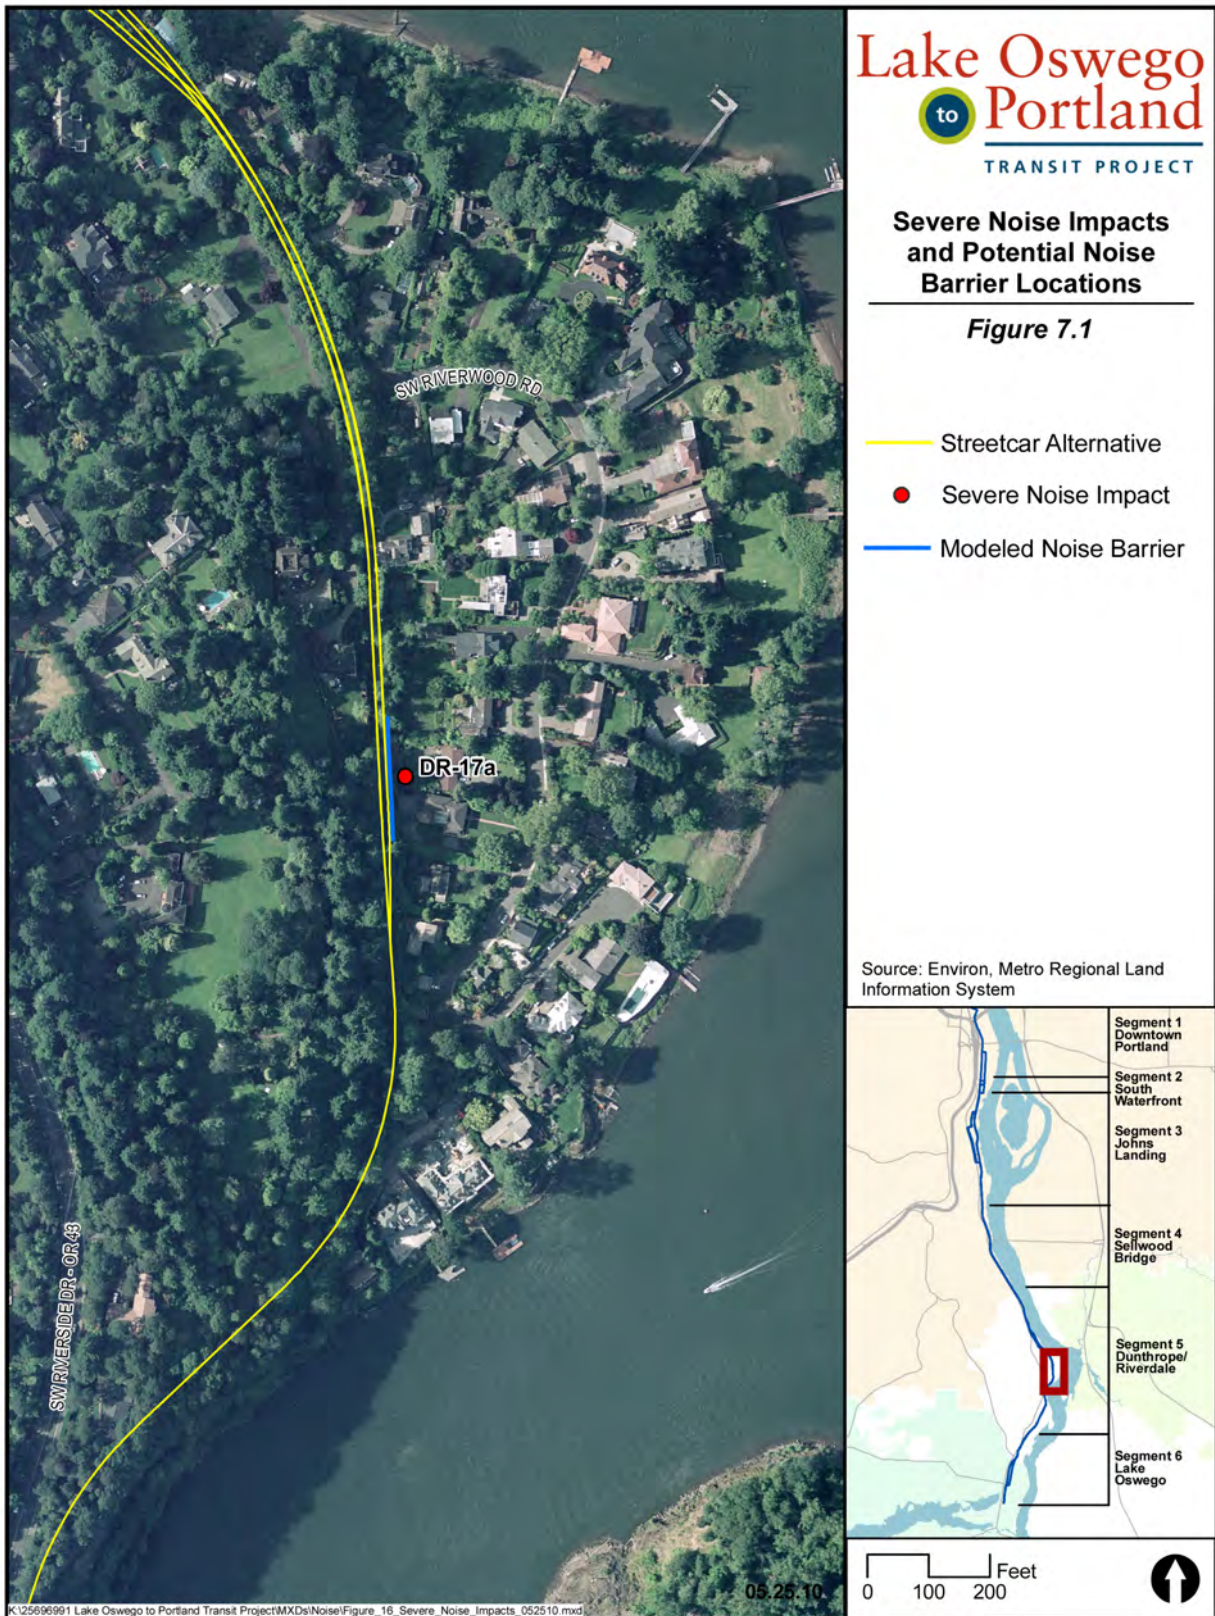 Lake Oswego
to Portland
TRANSIT PROJECT
Severe Noise Impacts
and Potential Noise
Barrier Locations
Figure 7.1
Streetcar Alternative
Severe Noise Impact
Modeled Noise Barrier
SW RIVERWOOD RD
DR-17a
SW RIVERSIDE DR - OR 43
Source: Environ, Metro Regional Land
Information System
Segment 1
Downtown
Portland
Segment 2
South
Waterfront
Segment 3
Johns
Landing
Segment 4
Sellwood
Bridge
Segment 5
Dunthrope/
Riverdale
Segment 6
Lake
Oswego
Feet
0 100 200
05.25.10
K:\25696991 Lake Oswego to Portland Transit Project\MXDs\Noise\Figure_16_Severe_Noise_Impacts_052510.mxd